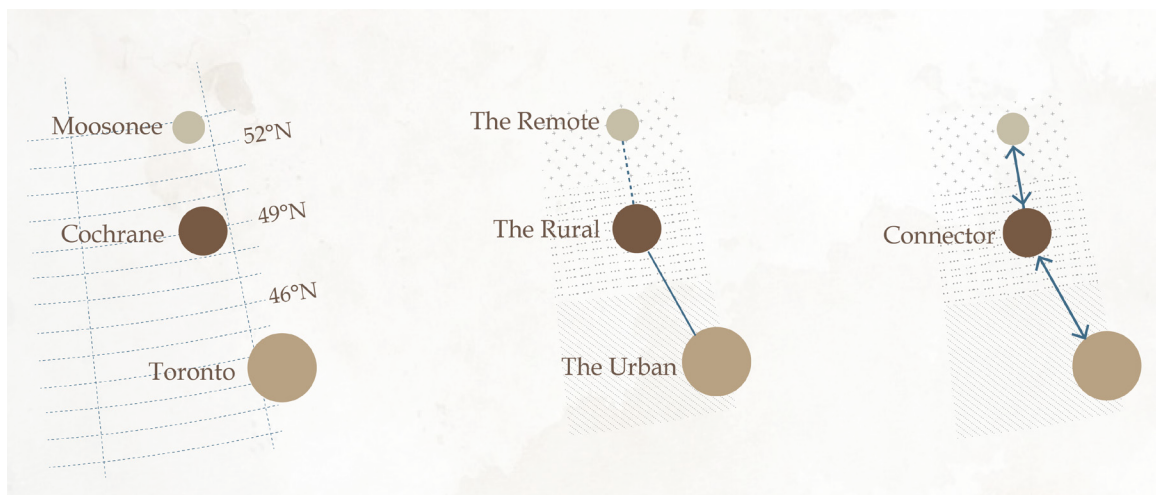 Moosonee
52°N
49°N
Cochrane
46°N
Toronto
The Remote
The Rural
The Urban
Connector